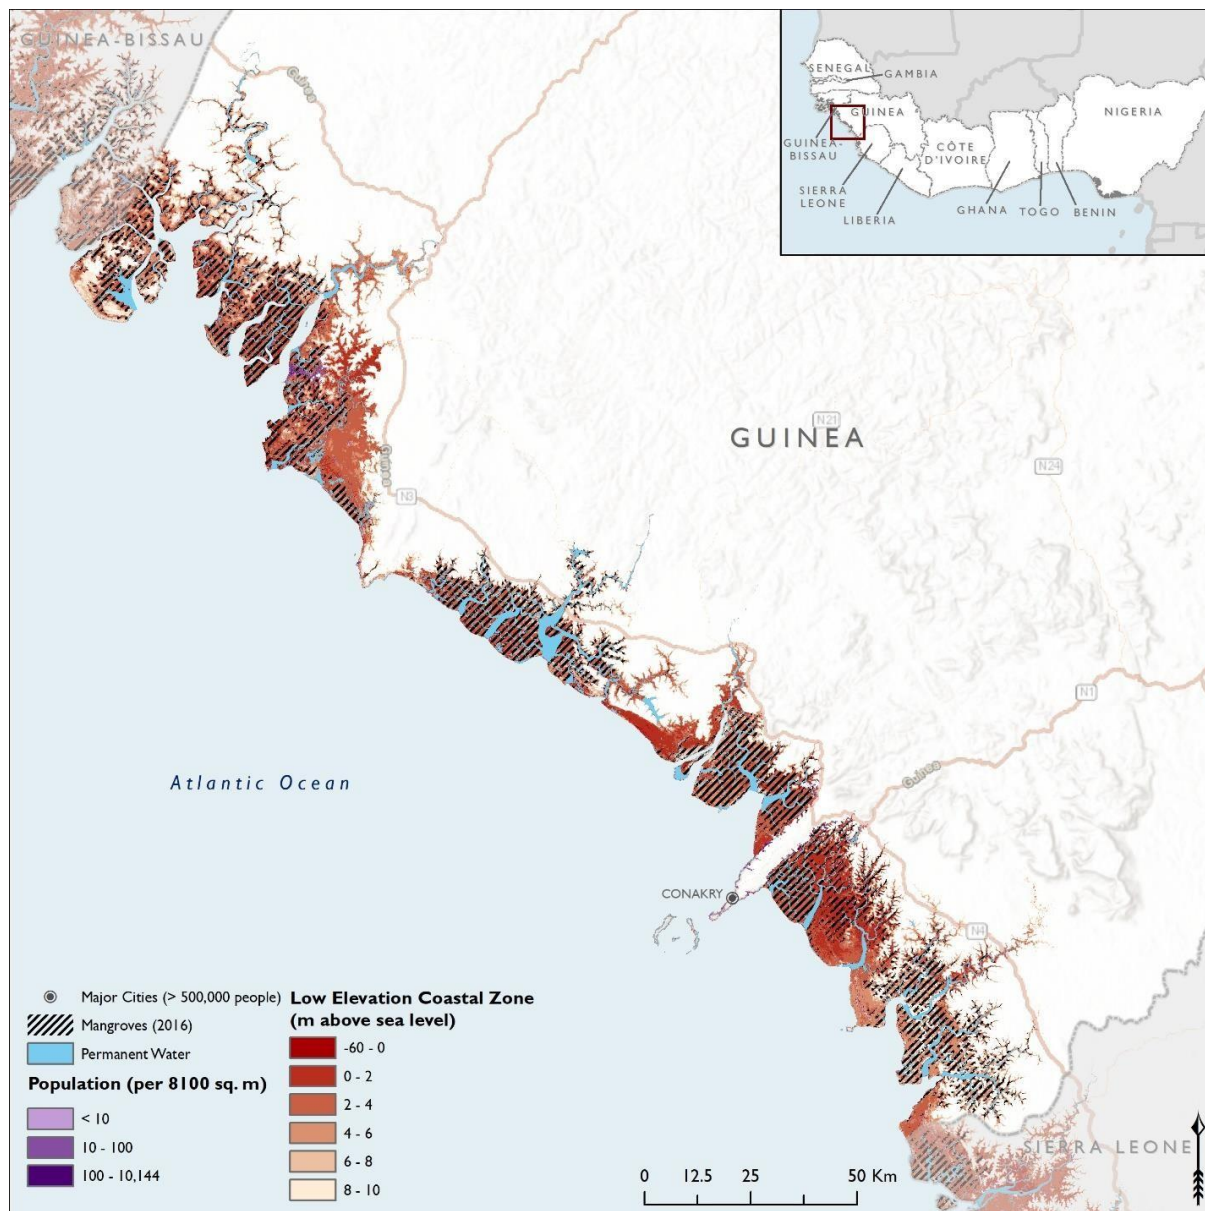 GUINEA-BISSAU
Guinea
SENEGAL
GAMBIA
GUINEA
NIGERIA
GUINEA-
BISSAU
CÔTE
D'IVOIRE
SIERRA
LEONE
LIBERIA
GHANA
TOGO
BENIN
N21
GUINEA
N24
Guinea
N3
N1
Guinea
Atlantic Ocean
CONAKRY
N4
Major Cities (> 500,000 people)
Mangroves (2016)
Permanent Water
Population (per 8100 sq. m)
< 10
10 - 100
100 - 10,144
Low Elevation Coastal Zone
(m above sea level)
-60 - 0
0 - 2
2 - 4
4 - 6
6 - 8
8 - 10
0 12.5 25 50 Km
SIERRA LEONE